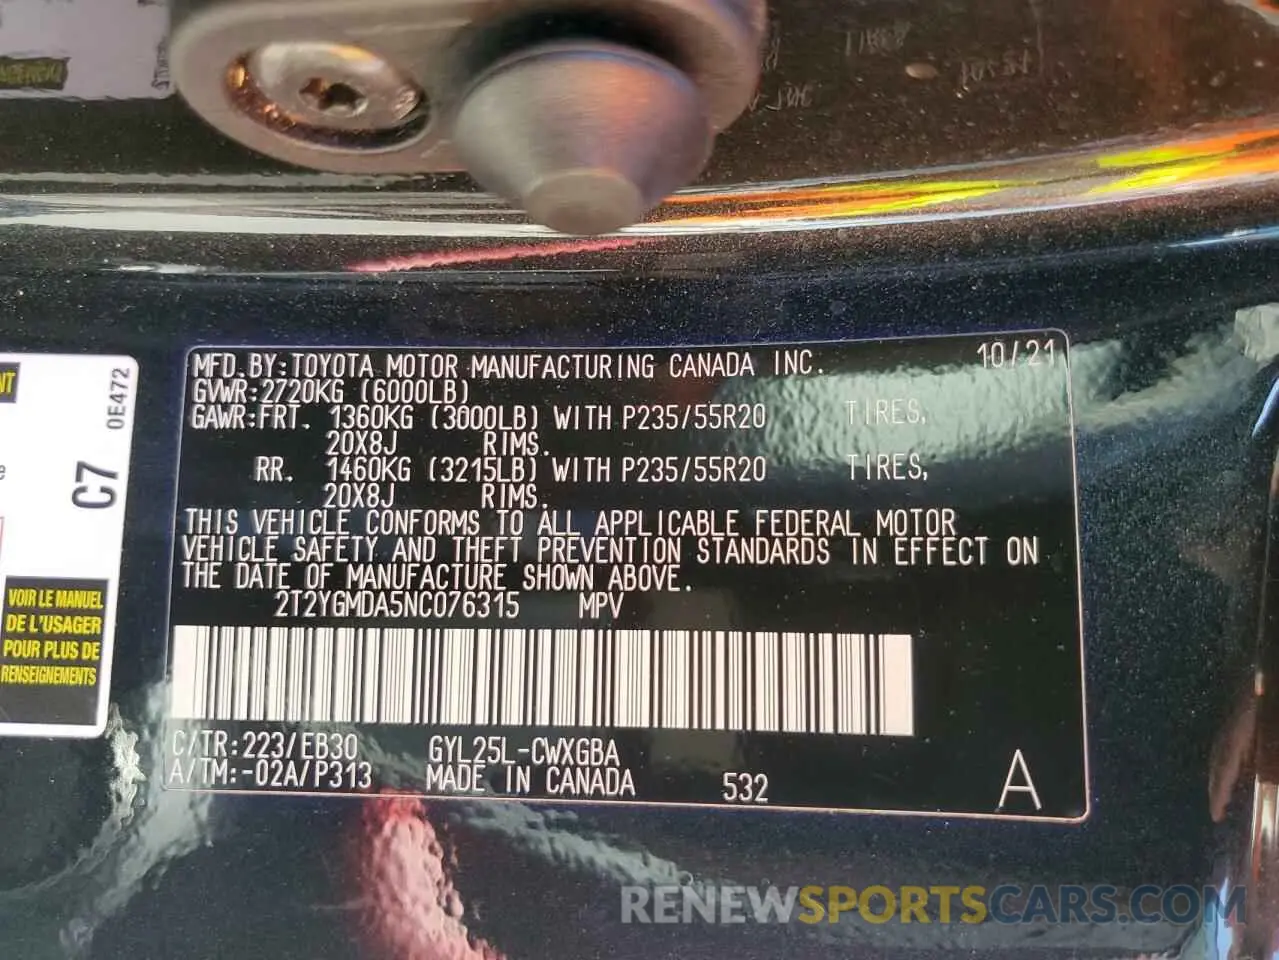 MFD.BY:TOYOTA MOTOR MANUFACTURING CANADA INC. 10/21
GVWR:2720KG (6000LB)
GAWR:FRT. 1360KG (3000LB) WITH P235/55R20 TIRES,
20X8J RIMS.
RR. 1460KG (3215LB) WITH P235/55R20 TIRES,
20X8J RIMS.
THIS VEHICLE CONFORMS TO ALL APPLICABLE FEDERAL MOTOR
VEHICLE SAFETY AND THEFT PREVENTION STANDARDS IN EFFECT ON
THE DATE OF MANUFACTURE SHOWN ABOVE.
2T2YGMDA5NC076315 MPV
C/TR:223/EB30 GYL25L-CWXGBA
A/TM:-02A/P313 MADE IN CANADA 532 A
0E472
C7
VOIR LE MANUEL
DE L'USAGER
POUR PLUS DE
RENSEIGNEMENTS
RENEWSPORTSCARS.COM